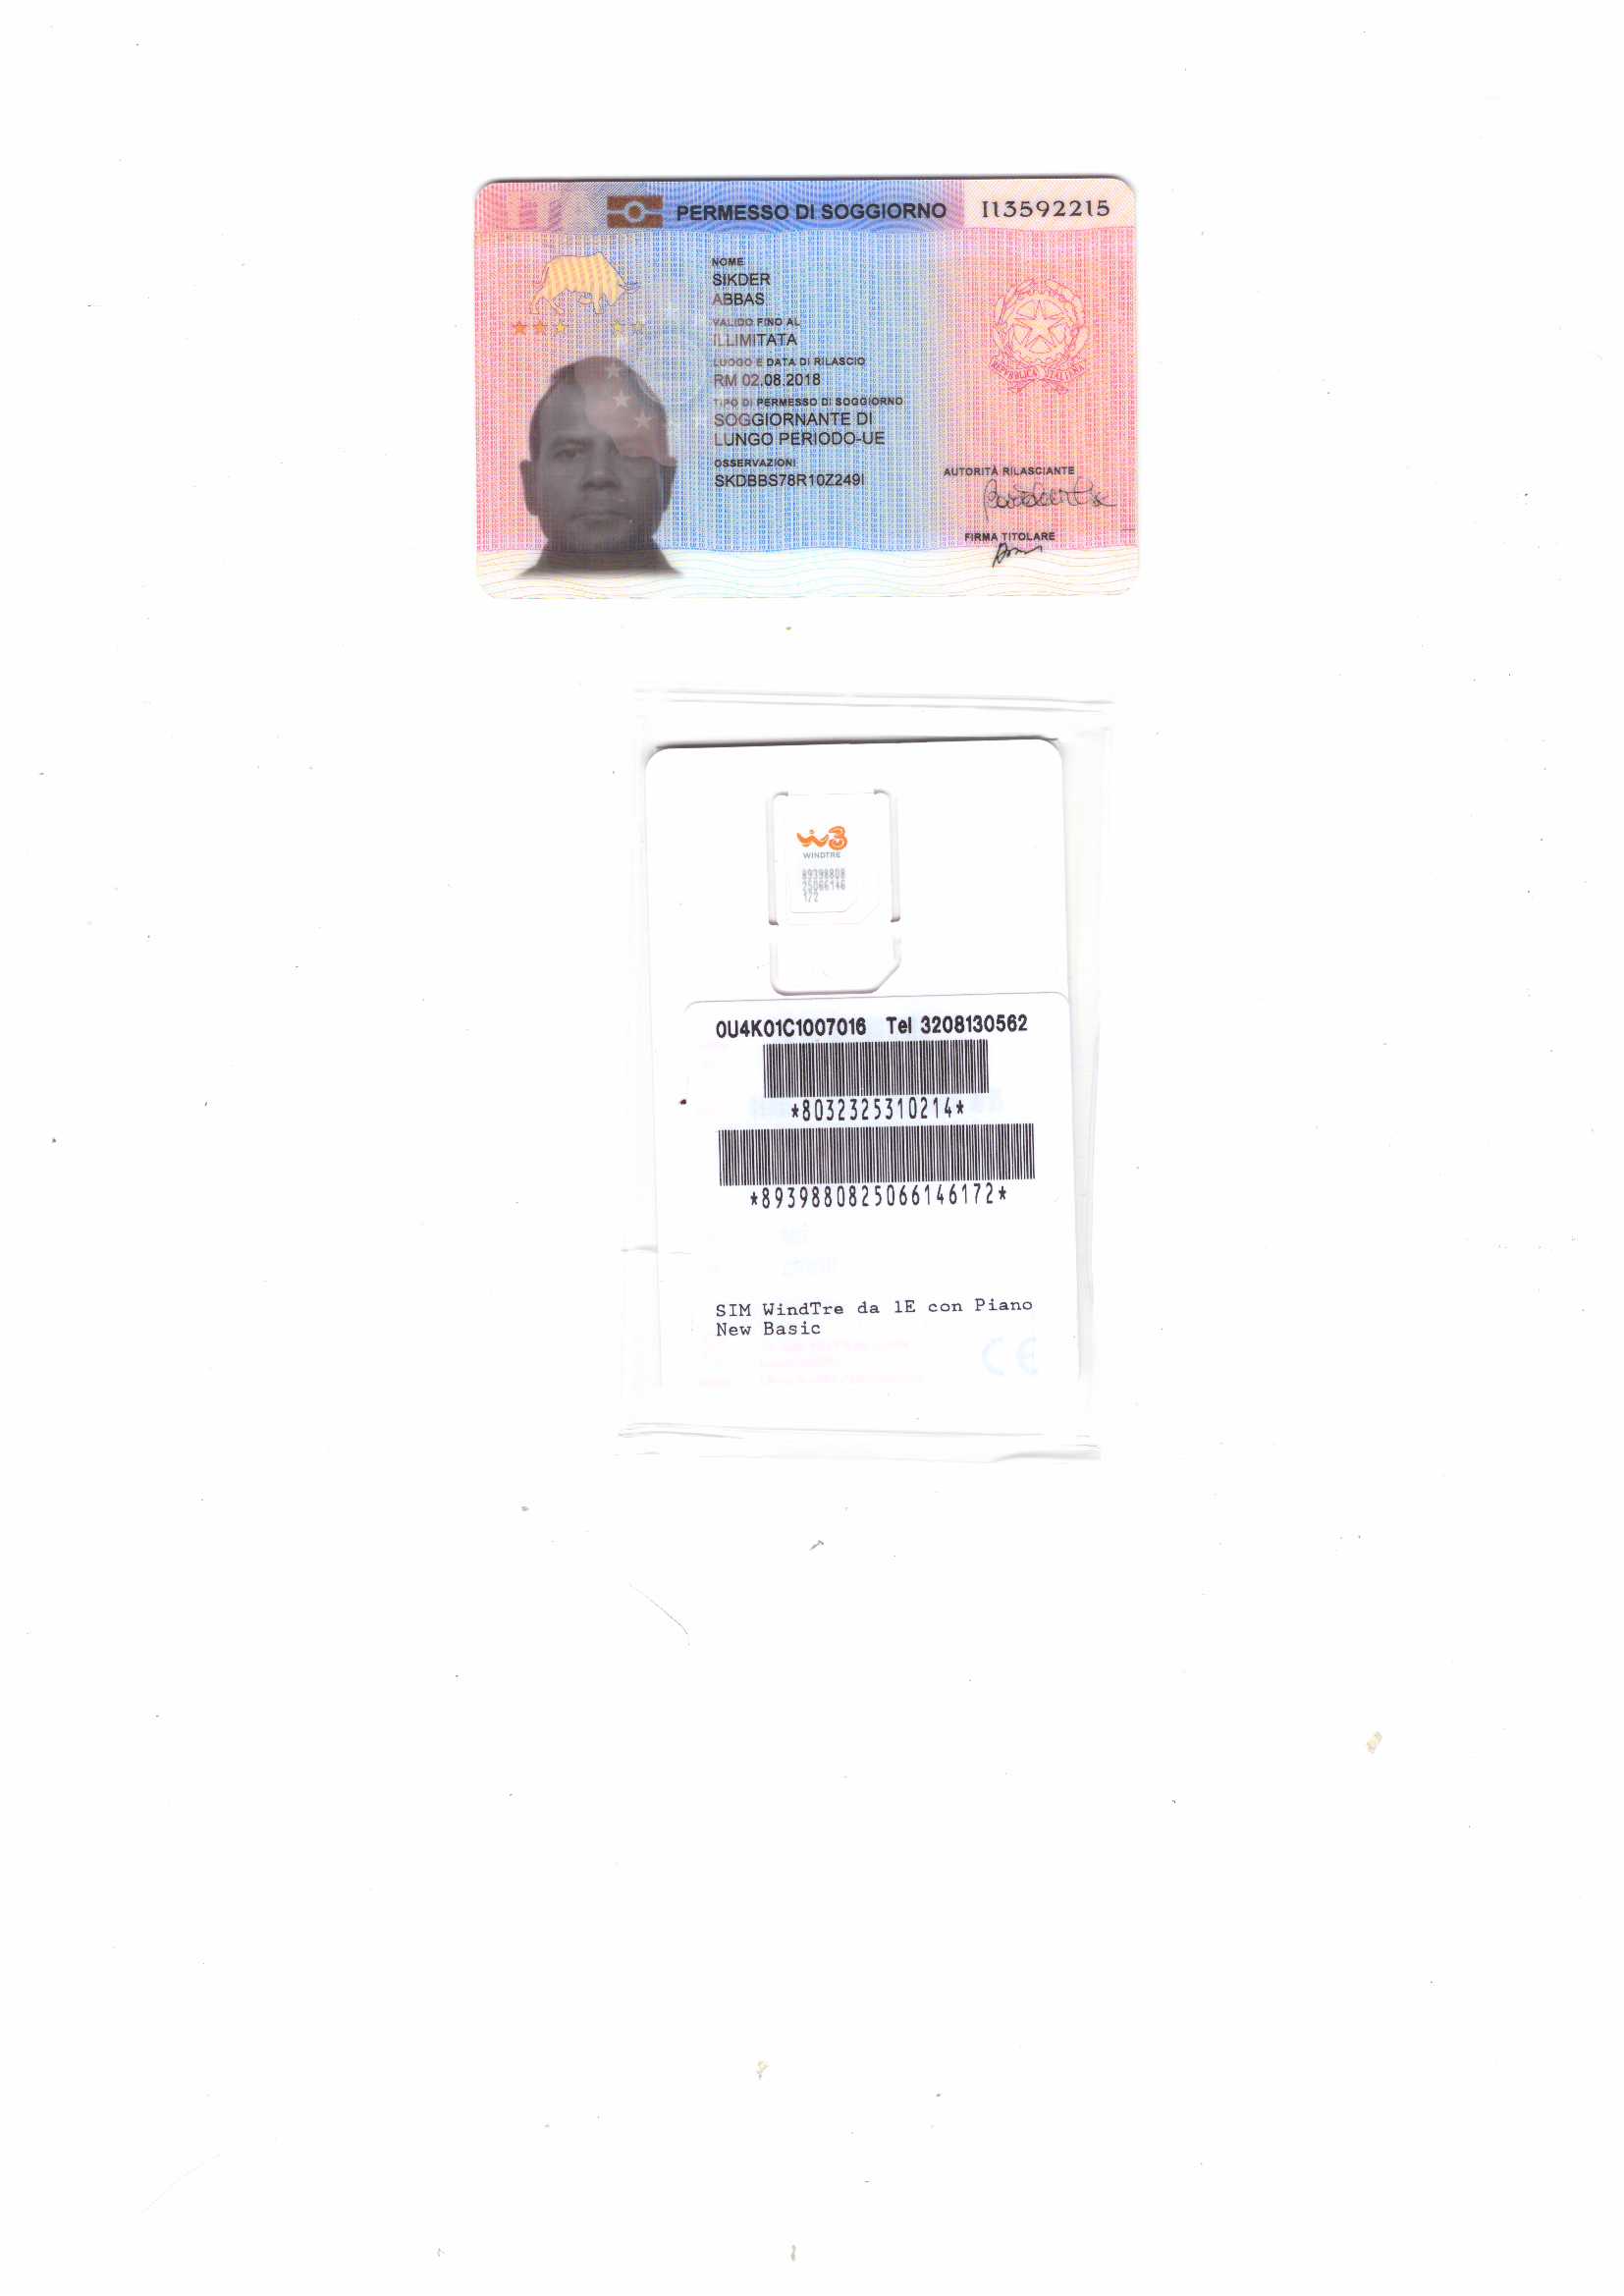 ITA
PERMESSO DI SOGGIORNO I13592215
NOME
SIKDER
ABBAS
VALIDO FINO AL
ILLIMITATA
LUOGO E DATA DI RILASCIO
RM 02.08.2018
TIPO DI PERMESSO DI SOGGIORNO
SOGGIORNANTE DI
LUNGO PERIODO-UE
OSSERVAZIONI
SKDBBS78R10Z249I
REPUBBLICA ITALIANA
AUTORITÀ RILASCIANTE
FIRMA TITOLARE
W3
WINDTRE
89398808
25066146
172
0U4K01C1007016 Tel 3208130562
*8032325310214*
*8939880825066146172*
SIM WindTre da 1E con Piano
New Basic
CE